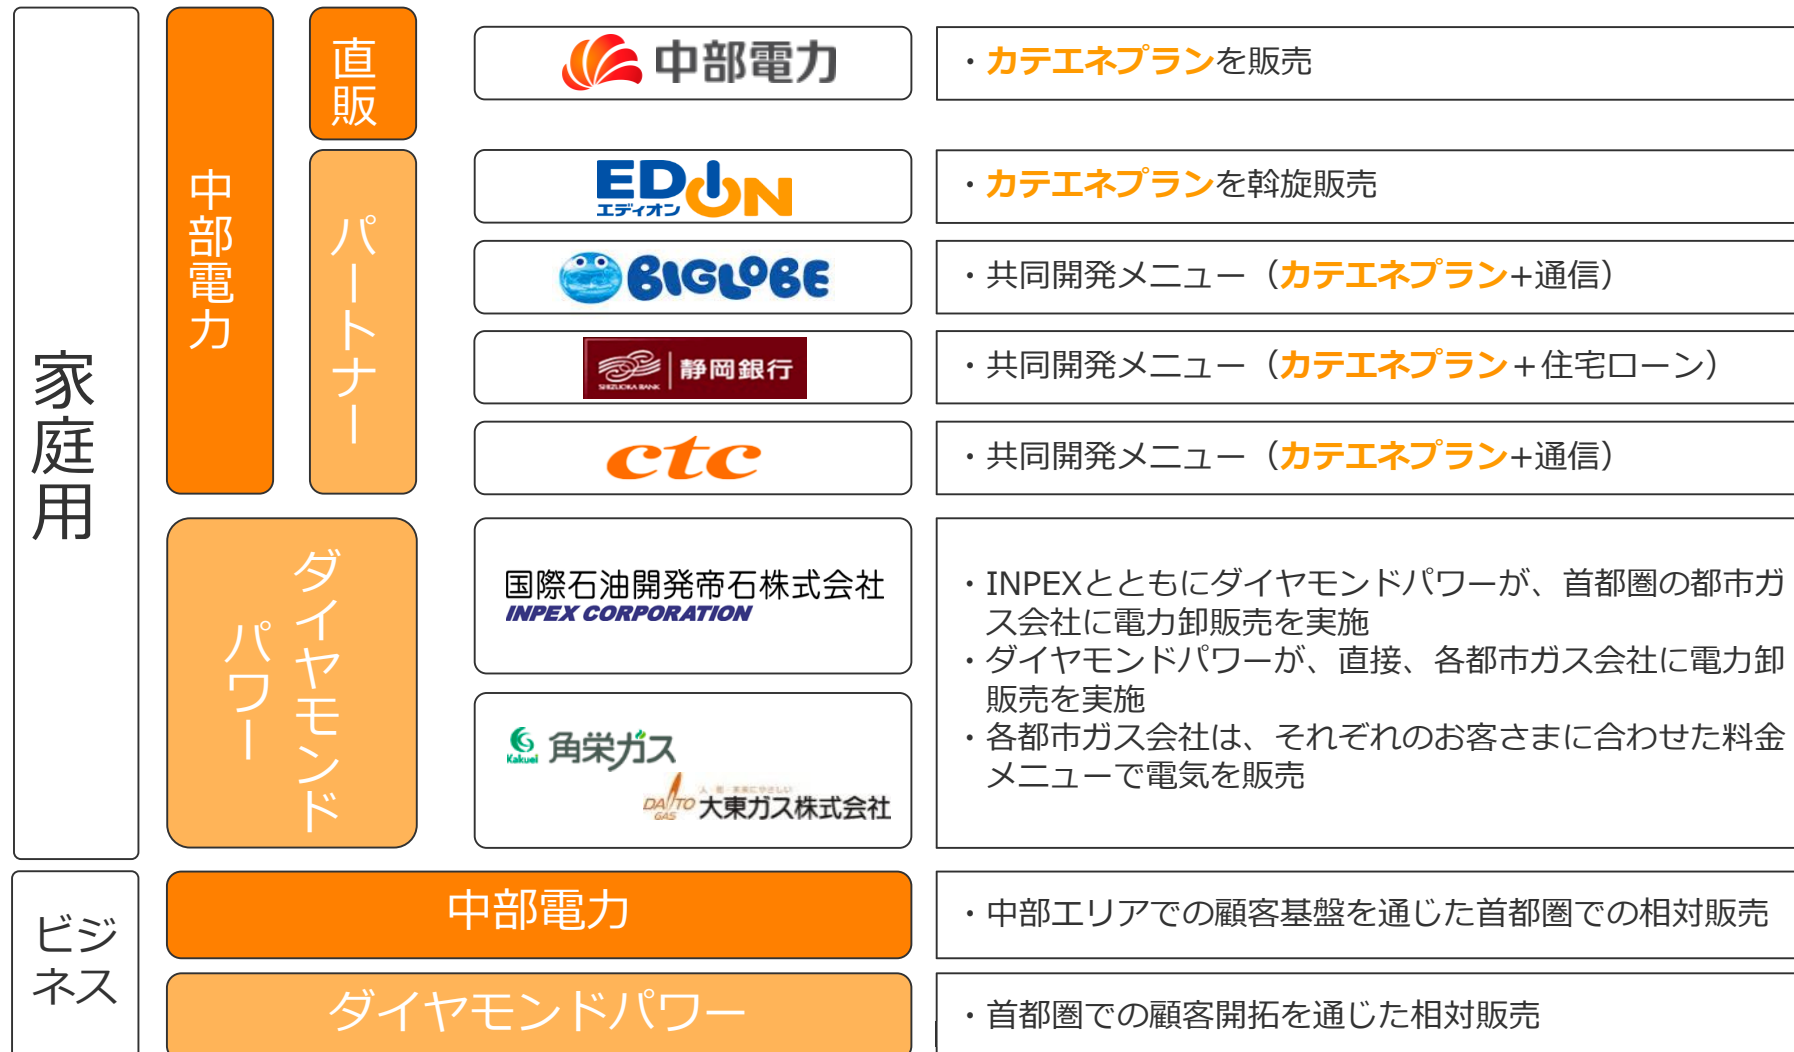 家庭用
中部電力
直販
中部電力
・カテエネプランを販売
パートナー
EDION
エディオン
・カテエネプランを斡旋販売
BIGLOBE
・共同開発メニュー（カテエネプラン+通信）
SHIZUOKA BANK
静岡銀行
・共同開発メニュー（カテエネプラン＋住宅ローン）
ctc
・共同開発メニュー（カテエネプラン+通信）
ダイヤモンド
パワー
国際石油開発帝石株式会社
INPEX CORPORATION
Kakuei
角栄ガス
DAITO
GAS
大東ガス株式会社
・INPEXとともにダイヤモンドパワーが、首都圏の都市ガ
ス会社に電力卸販売を実施
・ダイヤモンドパワーが、直接、各都市ガス会社に電力卸
販売を実施
・各都市ガス会社は、それぞれのお客さまに合わせた料金
メニューで電気を販売
ビジ
ネス
中部電力
・中部エリアでの顧客基盤を通じた首都圏での相対販売
ダイヤモンドパワー
・首都圏での顧客開拓を通じた相対販売